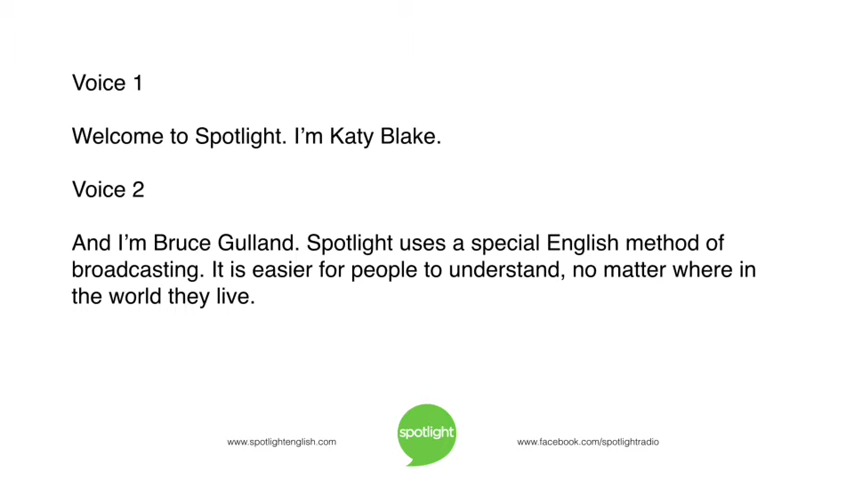 Voice 1
Welcome to Spotlight. I'm Katy Blake.
Voice 2
And I'm Bruce Gulland. Spotlight uses a special English method of
broadcasting. It is easier for people to understand, no matter where in
the world they live.
spotlight
www.spotlightenglish.com
www.facebook.com/spotlightradio